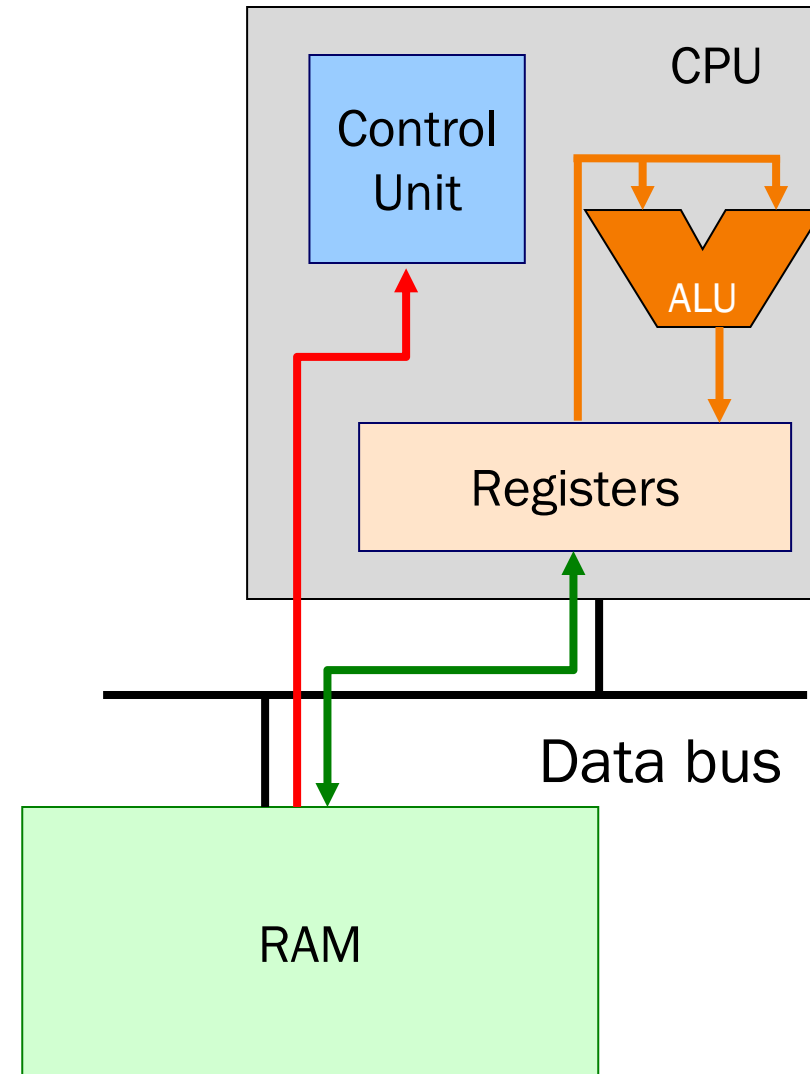 CPU
Control
Unit
ALU
Registers
Data bus
RAM